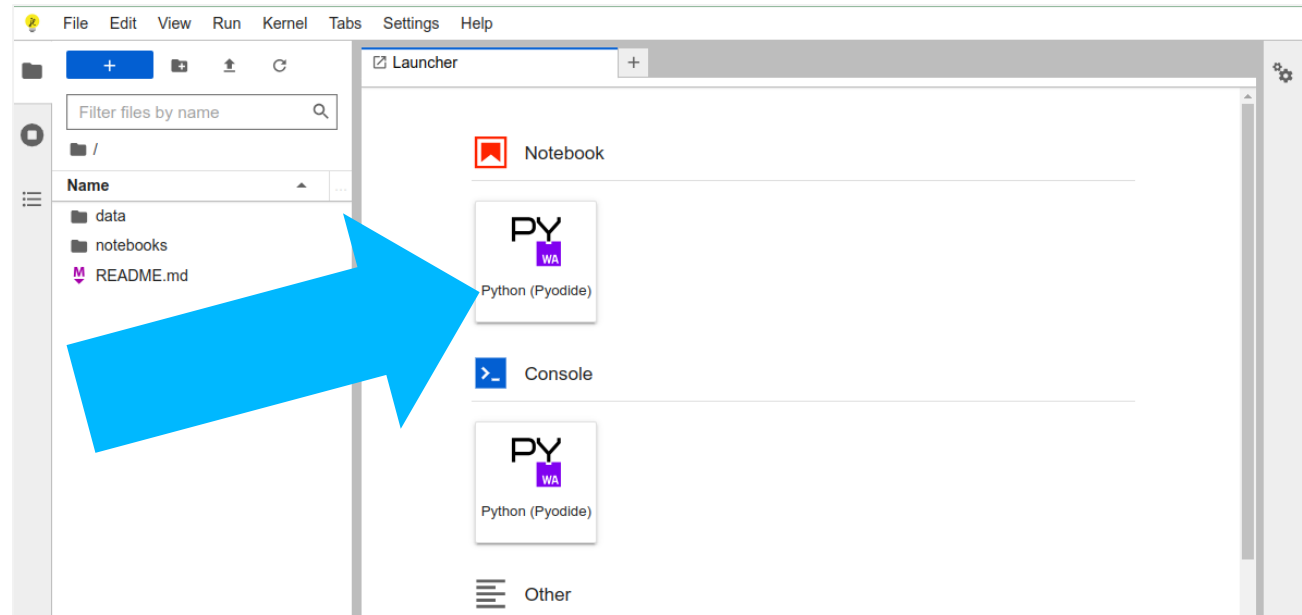 File Edit View Run Kernel Tabs Settings Help
+
Launcher
+
Filter files by name
/
Name
...
data
notebooks
M README.md
Notebook
PY
WA
Python (Pyodide)
>_ Console
PY
WA
Python (Pyodide)
Other